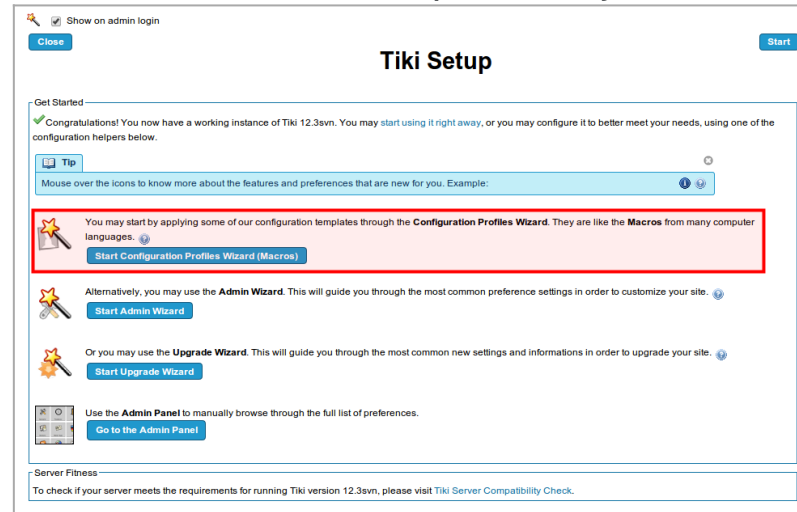 Show on admin login
Close
Start
Tiki Setup
Get Started
Congratulations! You now have a working instance of Tiki 12.3svn. You may start using it right away, or you may configure it to better meet your needs, using one of the
configuration helpers below.
Tip
Mouse over the icons to know more about the features and preferences that are new for you. Example:
You may start by applying some of our configuration templates through the Configuration Profiles Wizard. They are like the Macros from many computer
languages.
Start Configuration Profiles Wizard (Macros)
Alternatively, you may use the Admin Wizard. This will guide you through the most common preference settings in order to customize your site.
Start Admin Wizard
Or you may use the Upgrade Wizard. This will guide you through the most common new settings and informations in order to upgrade your site.
Start Upgrade Wizard
Use the Admin Panel to manually browse through the full list of preferences.
Go to the Admin Panel
Server Fitness
To check if your server meets the requirements for running Tiki version 12.3svn, please visit Tiki Server Compatibility Check.